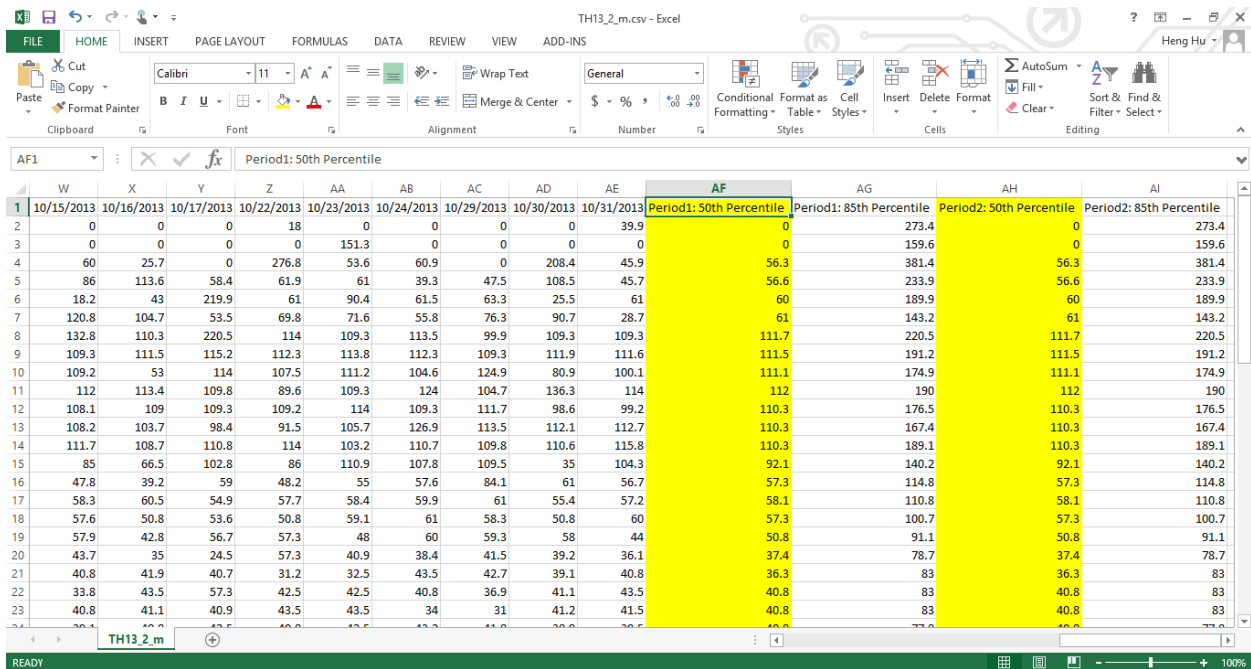 TH13_2_m.csv - Excel
?
FILE HOME INSERT PAGE LAYOUT FORMULAS DATA REVIEW VIEW ADD-INS Heng Hu
Paste
Cut
Copy
Format Painter
Calibri 11 A A
B I U A
Wrap Text
Merge & Center
General
$ % , .0 .00 .00 .0
Conditional Formatting
Format as Table
Cell Styles
Insert Delete Format
AutoSum
Fill
Clear
Sort & Filter
Find & Select
Clipboard Font Alignment Number Styles Cells Editing
AF1 fx Period1: 50th Percentile
W X Y Z AA AB AC AD AE AF AG AH AI
1 10/15/2013 10/16/2013 10/17/2013 10/22/2013 10/23/2013 10/24/2013 10/29/2013 10/30/2013 10/31/2013 Period1: 50th Percentile Period1: 85th Percentile Period2: 50th Percentile Period2: 85th Percentile
2 0 0 0 18 0 0 0 0 39.9 0 273.4 0 273.4
3 0 0 0 0 151.3 0 0 0 0 0 159.6 0 159.6
4 60 25.7 0 276.8 53.6 60.9 0 208.4 45.9 56.3 381.4 56.3 381.4
5 86 113.6 58.4 61.9 61 39.3 47.5 108.5 45.7 56.6 233.9 56.6 233.9
6 18.2 43 219.9 61 90.4 61.5 63.3 25.5 61 60 189.9 60 189.9
7 120.8 104.7 53.5 69.8 71.6 55.8 76.3 90.7 28.7 61 143.2 61 143.2
8 132.8 110.3 220.5 114 109.3 113.5 99.9 109.3 109.3 111.7 220.5 111.7 220.5
9 109.3 111.5 115.2 112.3 113.8 112.3 109.3 111.9 111.6 111.5 191.2 111.5 191.2
10 109.2 53 114 107.5 111.2 104.6 124.9 80.9 100.1 111.1 174.9 111.1 174.9
11 112 113.4 109.8 89.6 109.3 124 104.7 136.3 114 112 190 112 190
12 108.1 109 109.3 109.2 114 109.3 111.7 98.6 99.2 110.3 176.5 110.3 176.5
13 108.2 103.7 98.4 91.5 105.7 126.9 113.5 112.1 112.7 110.3 167.4 110.3 167.4
14 111.7 108.7 110.8 114 103.2 110.7 109.8 110.6 115.8 110.3 189.1 110.3 189.1
15 85 66.5 102.8 86 110.9 107.8 109.5 35 104.3 92.1 140.2 92.1 140.2
16 47.8 39.2 59 48.2 55 57.6 84.1 61 56.7 57.3 114.8 57.3 114.8
17 58.3 60.5 54.9 57.7 58.4 59.9 61 55.4 57.2 58.1 110.8 58.1 110.8
18 57.6 50.8 53.6 50.8 59.1 61 58.3 50.8 60 57.3 100.7 57.3 100.7
19 57.9 42.8 56.7 57.3 48 60 59.3 58 44 50.8 91.1 50.8 91.1
20 43.7 35 24.5 57.3 40.9 38.4 41.5 39.2 36.1 37.4 78.7 37.4 78.7
21 40.8 41.9 40.7 31.2 32.5 43.5 42.7 39.1 40.8 36.3 83 36.3 83
22 33.8 43.5 57.3 42.5 42.5 40.8 36.9 41.1 43.5 40.8 83 40.8 83
23 40.8 41.1 40.9 43.5 43.5 34 31 41.2 41.5 40.8 83 40.8 83
TH13_2_m
READY 100%